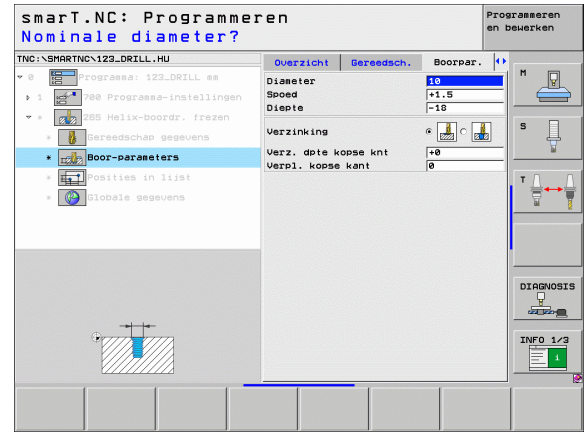 smarT.NC: Programmeren
Nominale diameter?
Programmeren
en bewerken
TNC:\SMARTNC\123_DRILL.HU
0 Programma: 123_DRILL mm
1 700 Programma-instellingen
* 265 Helix-boordr. frezen
* Gereedschap gegevens
* Boor-parameters
* Posities in lijst
* Globale gegevens
Overzicht Gereedsch. Boorpar.
Diameter 10
Spoed +1.5
Diepte -18
Verzinking
Verz. dpte kopse knt +0
Verpl. kopse kant 0
M
S
T
DIAGNOSIS
INFO 1/3
i